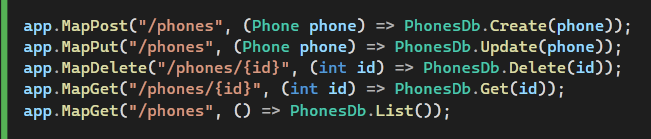 app.MapPost("/phones", (Phone phone) => PhonesDb.Create(phone));
app.MapPut("/phones", (Phone phone) => PhonesDb.Update(phone));
app.MapDelete("/phones/{id}", (int id) => PhonesDb.Delete(id));
app.MapGet("/phones/{id}", (int id) => PhonesDb.Get(id));
app.MapGet("/phones", () => PhonesDb.List());